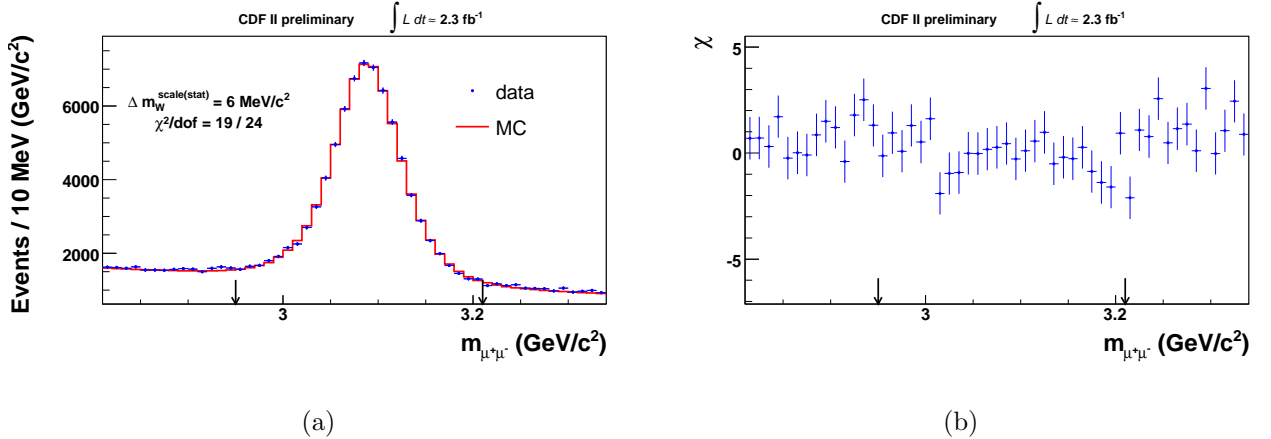 CDF II preliminary ∫ L dt ≈ 2.3 fb⁻¹
Events / 10 MeV (GeV/c²)
6000
4000
2000
Δ m_W^scale(stat) = 6 MeV/c²
χ²/dof = 19 / 24
data
MC
3
3.2
m_μ⁺μ⁻ (GeV/c²)
(a)
CDF II preliminary ∫ L dt ≈ 2.3 fb⁻¹
χ
5
0
-5
3
3.2
m_μ⁺μ⁻ (GeV/c²)
(b)